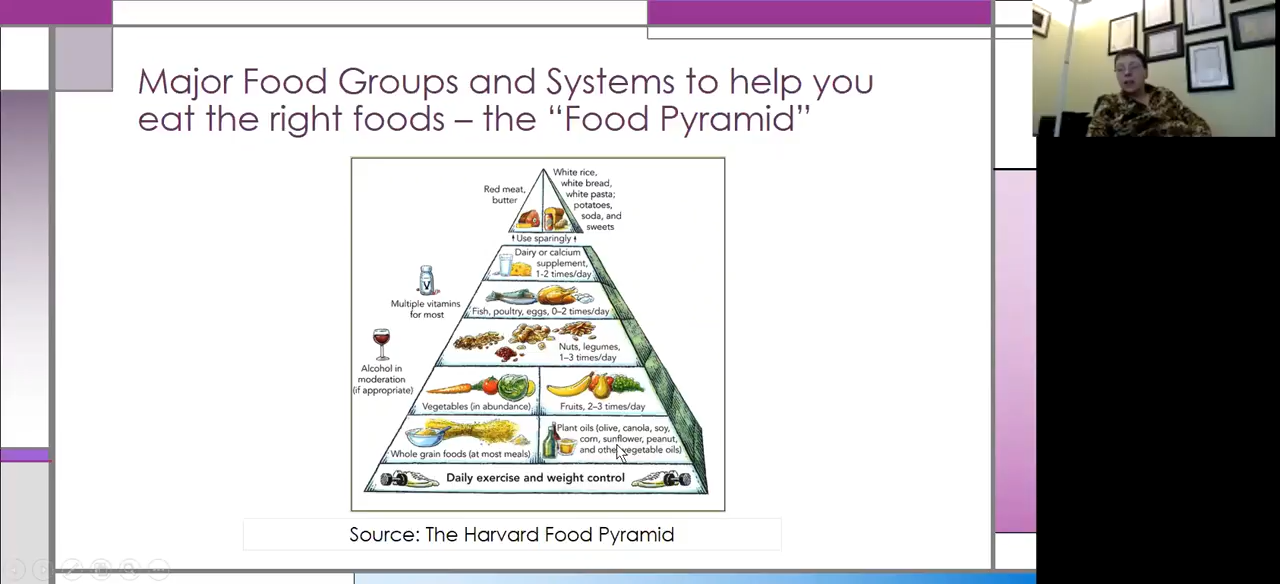 Major Food Groups and Systems to help you
eat the right foods – the “Food Pyramid”
Red meat,
butter
White rice,
white bread,
white pasta;
potatoes,
soda, and
sweets
Use sparingly
Dairy or calcium
supplement,
1-2 times/day
V
Multiple vitamins
for most
Fish, poultry, eggs, 0–2 times/day
Nuts, legumes,
1–3 times/day
Alcohol in
moderation
(if appropriate)
Vegetables (in abundance)
Fruits, 2–3 times/day
Whole grain foods (at most meals)
Plant oils (olive, canola, soy,
corn, sunflower, peanut,
and other vegetable oils)
Daily exercise and weight control
Source: The Harvard Food Pyramid